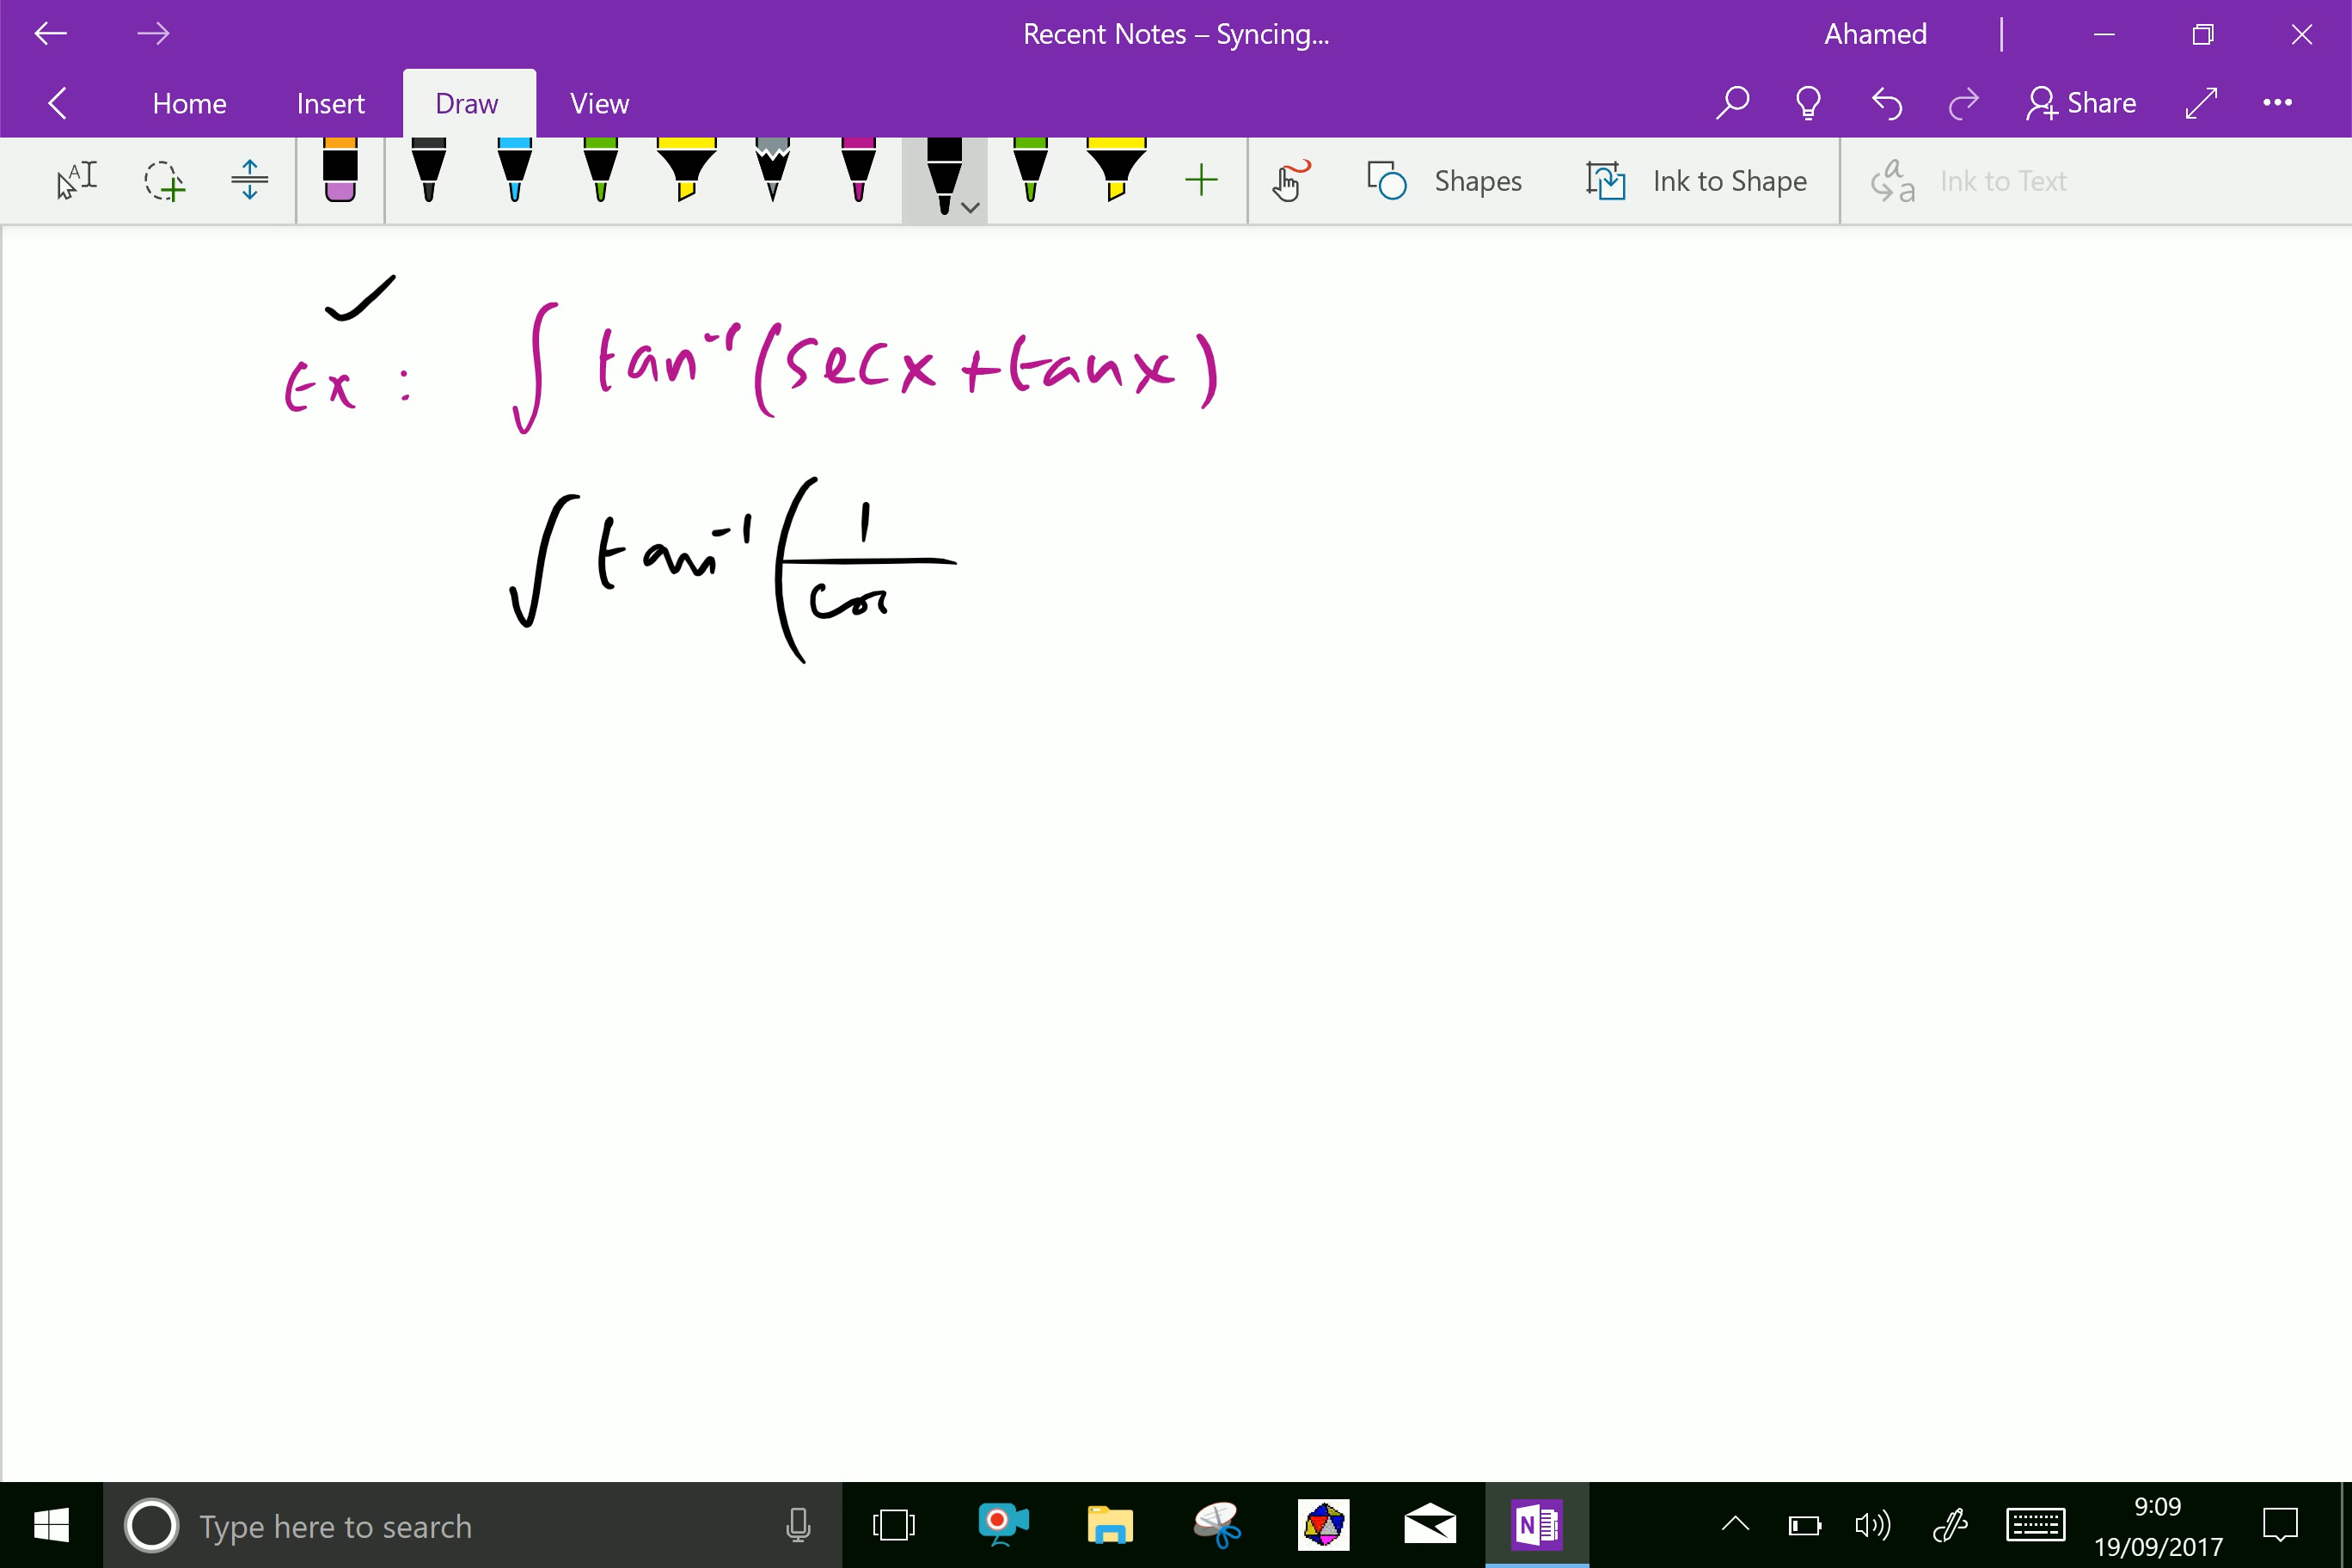 Recent Notes – Syncing...
Ahamed
Home Insert Draw View
Share
Shapes
Ink to Shape
Ink to Text
Ex : ∫ tan⁻¹(secx + tanx)
∫ tan⁻¹( 1
cos
Type here to search
9:09
19/09/2017